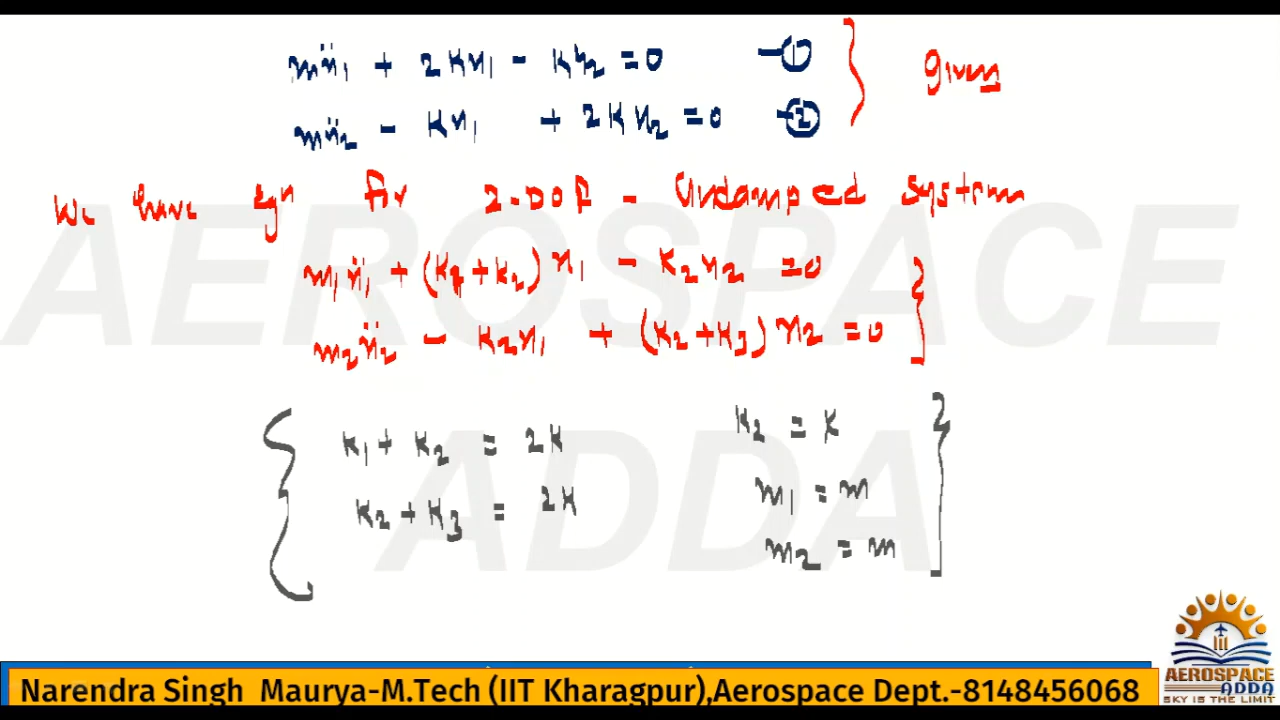 mẍ₁ + 2Kx₁ - Kx₂ = 0 -①
mẍ₂ - Kx₁ + 2Kx₂ = 0 -②
} given
We have eqn for 2-DOF - Undamped system
m₁ẍ₁ + (K₁+K₂)x₁ - K₂x₂ = 0
m₂ẍ₂ - K₂x₁ + (K₂+K₃)x₂ = 0 }
{ K₁ + K₂ = 2K
K₂ + K₃ = 2K
K₂ = K
m₁ = m
m₂ = m }
AEROSPACE
ADDA
Narendra Singh Maurya-M.Tech (IIT Kharagpur),Aerospace Dept.-8148456068
AEROSPACE
ADDA
SKY IS THE LIMIT